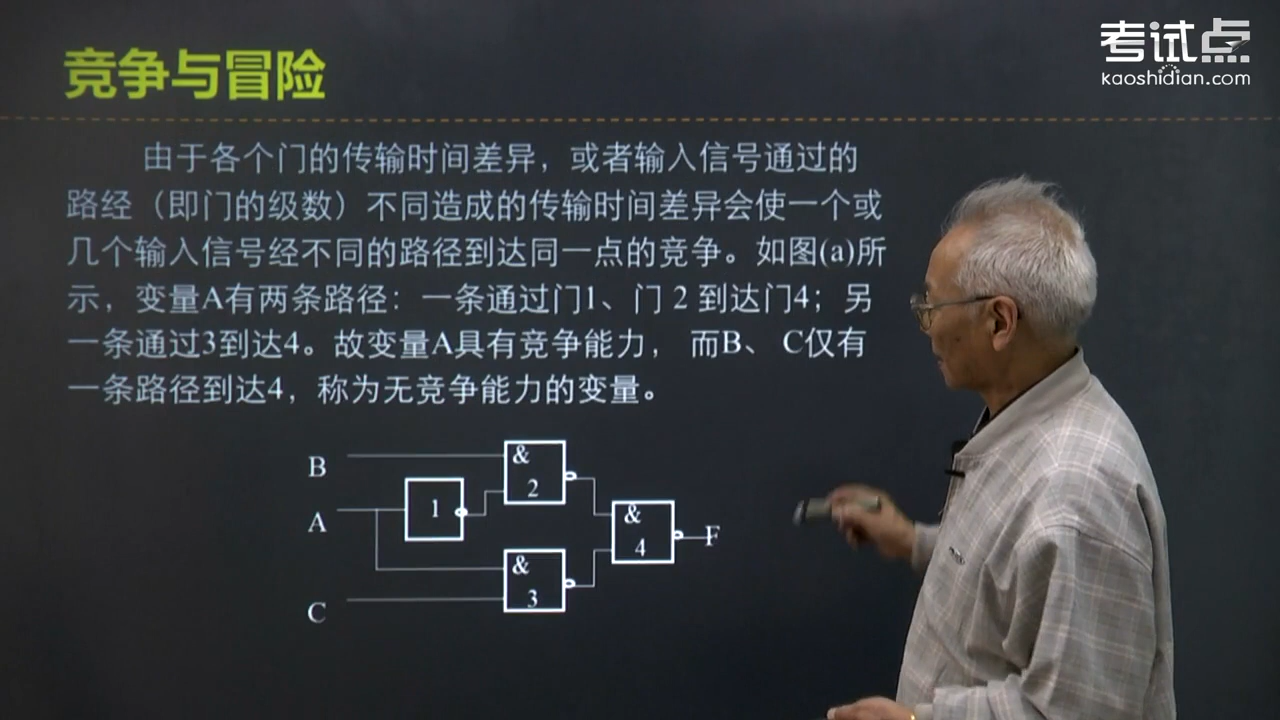 竞争与冒险
考试点
kaoshidian.com
由于各个门的传输时间差异，或者输入信号通过的
路经（即门的级数）不同造成的传输时间差异会使一个或
几个输入信号经不同的路径到达同一点的竞争。如图(a)所
示，变量A有两条路径：一条通过门1、门 2 到达门4；另
一条通过3到达4。故变量A具有竞争能力， 而B、 C仅有
一条路径到达4，称为无竞争能力的变量。
B
&
2
A
1
&
4
F
&
3
C